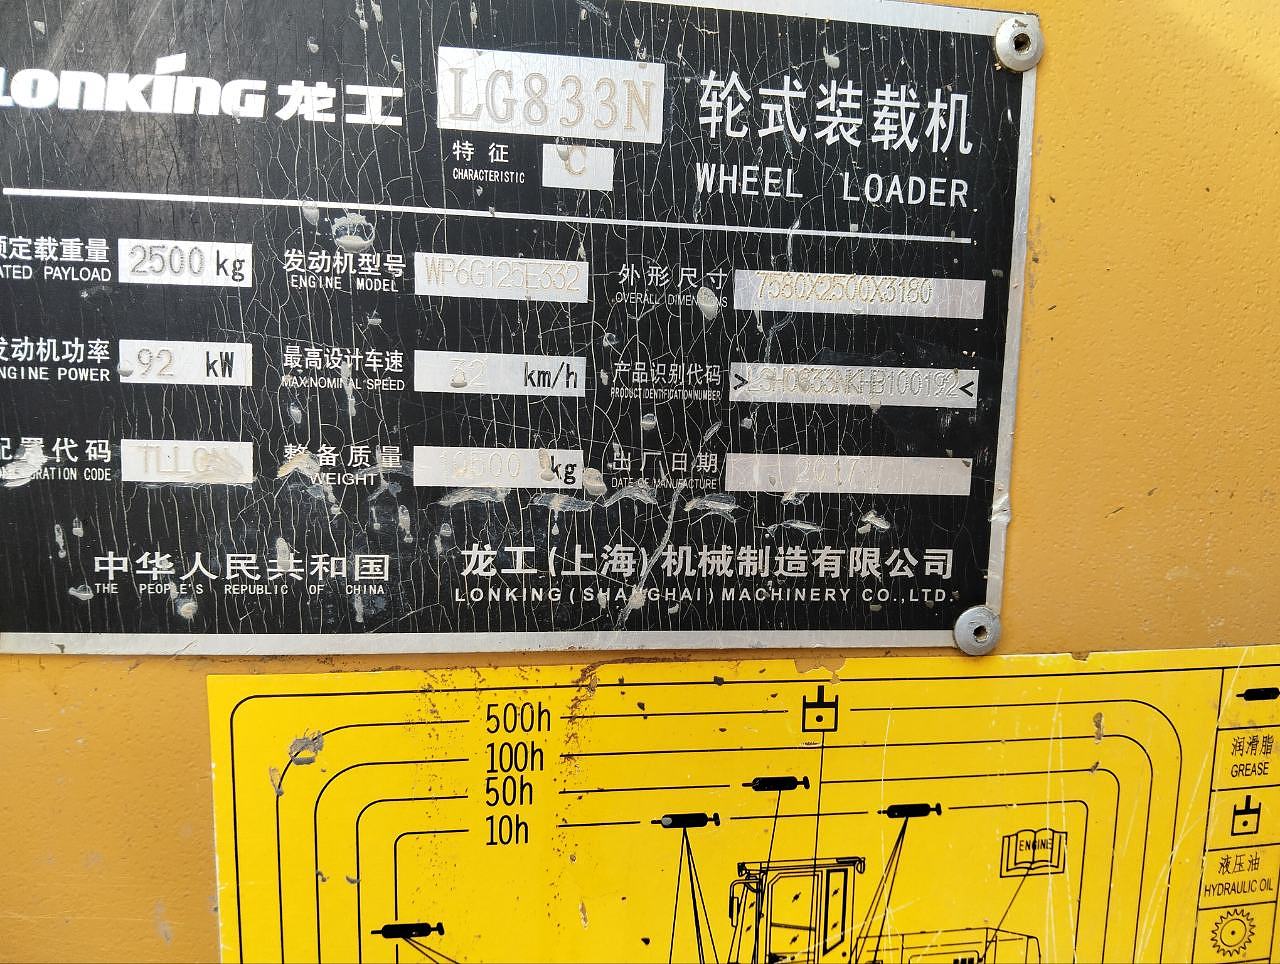 LONKING 龙工
LG833N
轮式装载机
特征
CHARACTERISTIC
C
WHEEL LOADER
定载重量
RATED PAYLOAD
2500 kg
发动机型号
ENGINE MODEL
WP6G125E332
外形尺寸
OVERALL DIMENSIONS
7580X2500X3180
发动机功率
ENGINE POWER
92 kW
最高设计车速
MAX·NOMINAL SPEED
32 km/h
产品识别代码
PRODUCT IDENTIFICATION NUMBER
配置代码
CODE
整备质量
WEIGHT
10500 kg
出厂日期
DATE OF MANUFACTURE
2017
中华人民共和国
THE PEOPLE'S REPUBLIC OF CHINA
龙工(上海)机械制造有限公司
LONKING(SHANGHAI)MACHINERY CO.,LTD.
500h
100h
50h
10h
ENGINE
润滑脂
GREASE
液压油
HYDRAULIC OIL